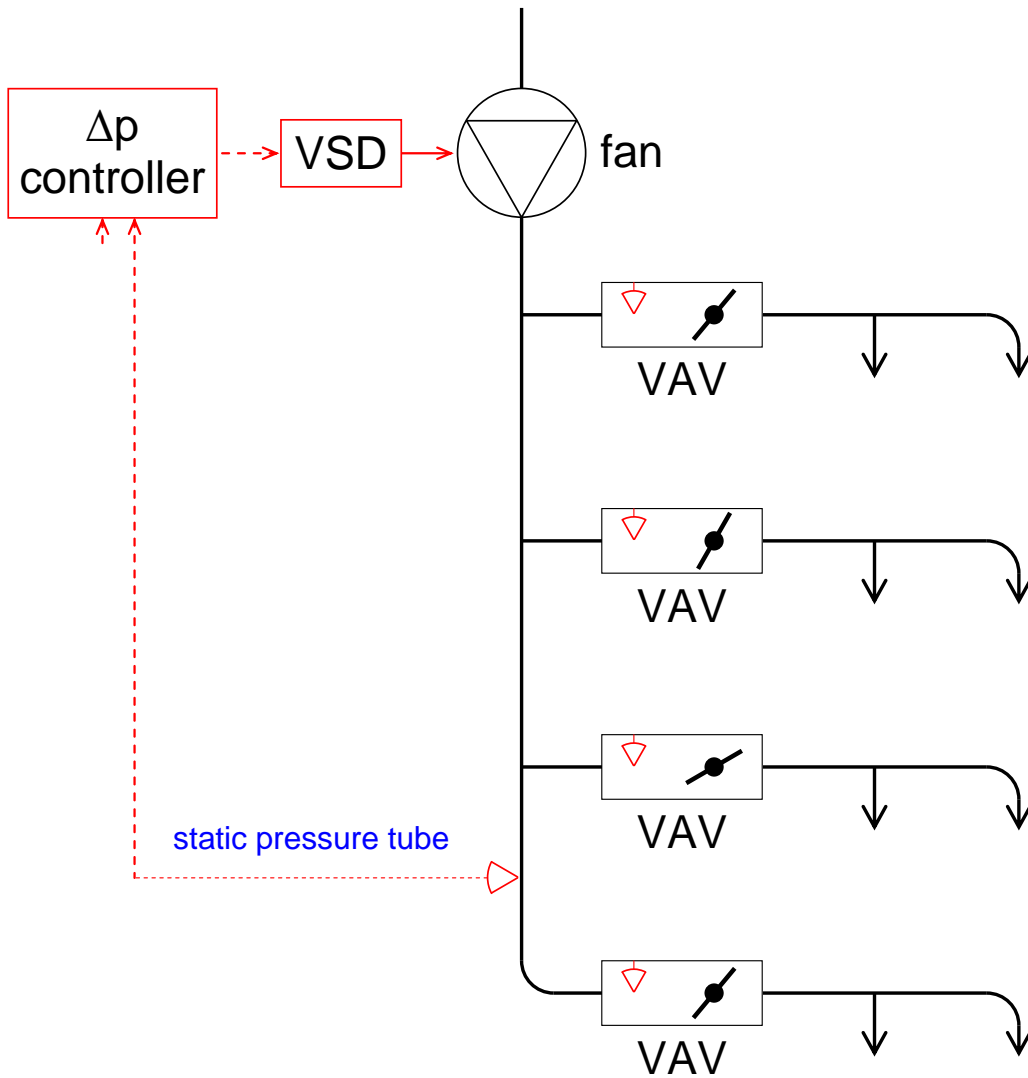 Δp
controller
VSD
fan
VAV
VAV
VAV
static pressure tube
VAV